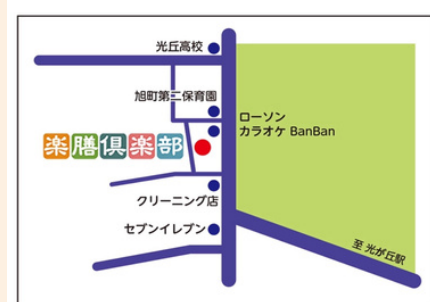 光丘高校
旭町第二保育園
ローソン
カラオケ BanBan
楽膳倶楽部
クリーニング店
セブンイレブン
至 光が丘駅